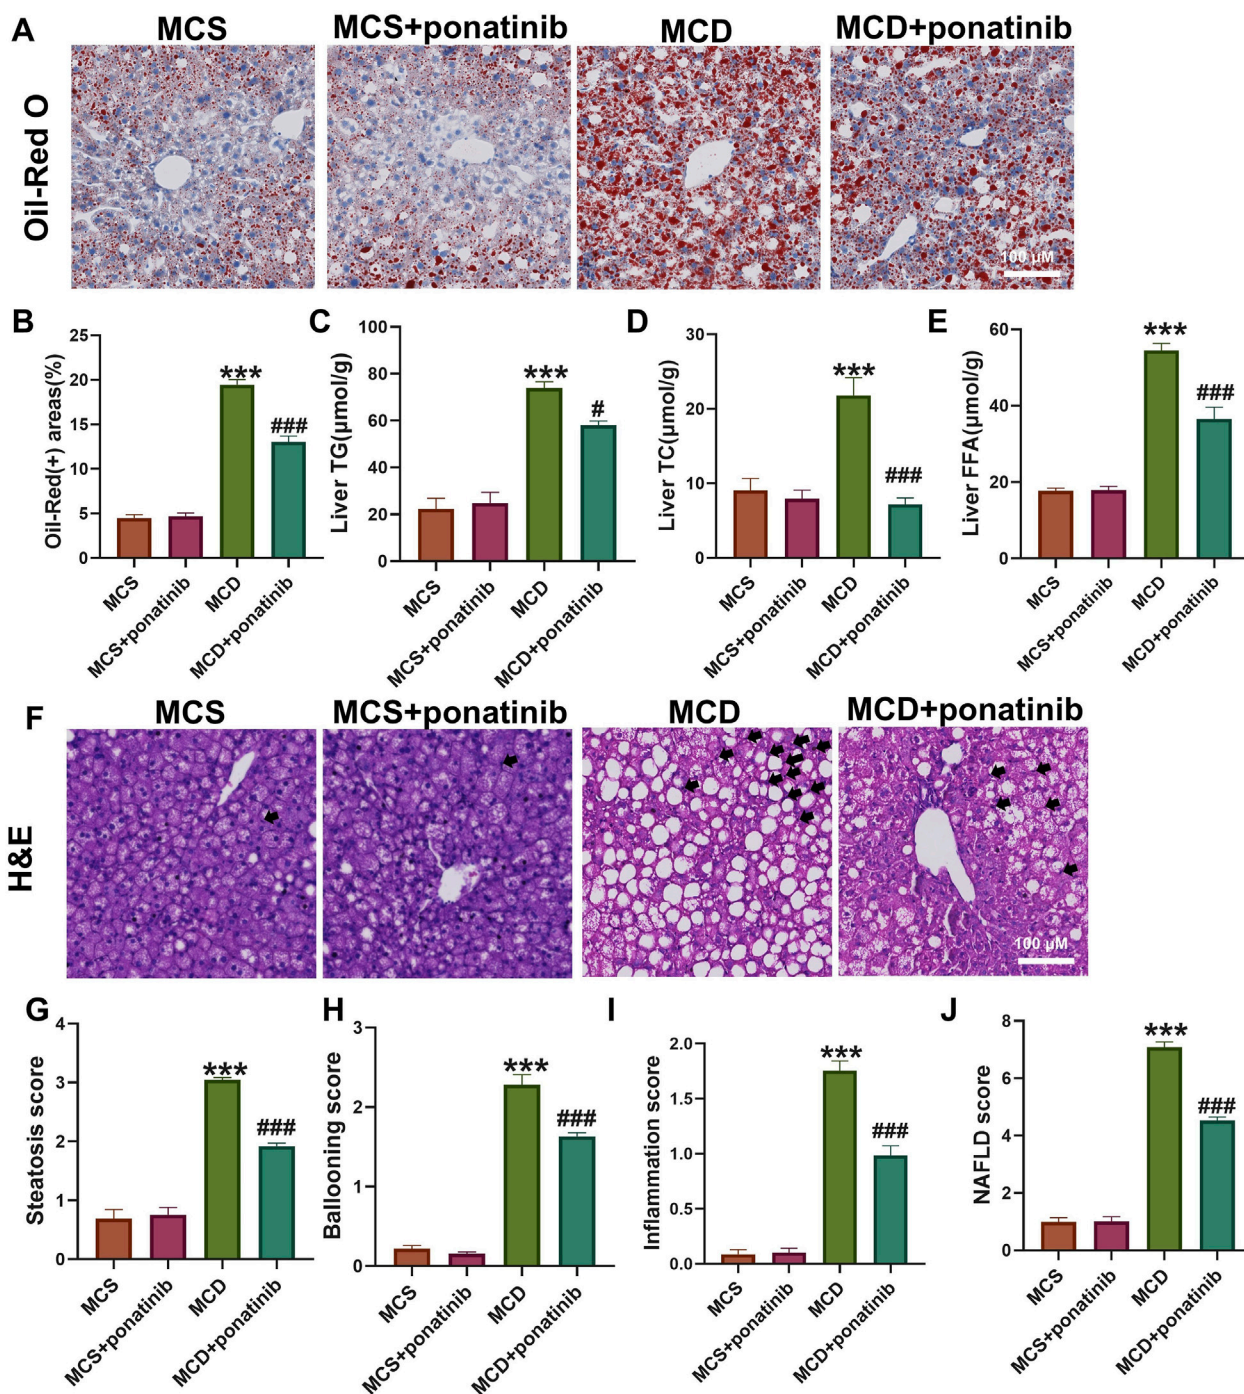 A
MCS
MCS+ponatinib
MCD
MCD+ponatinib
Oil-Red O
100 μM
B
Oil-Red(+) areas(%)
25
20
15
10
5
0
***
###
MCS
MCS+ponatinib
MCD
MCD+ponatinib
C
Liver TG(μmol/g)
100
80
60
40
20
0
***
#
MCS
MCS+ponatinib
MCD
MCD+ponatinib
D
Liver TC(μmol/g)
30
20
10
0
***
###
MCS
MCS+ponatinib
MCD
MCD+ponatinib
E
Liver FFA(μmol/g)
60
40
20
0
***
###
MCS
MCS+ponatinib
MCD
MCD+ponatinib
F
MCS
MCS+ponatinib
MCD
MCD+ponatinib
H&E
100 μM
G
Steatosis score
4
3
2
1
0
***
###
MCS
MCS+ponatinib
MCD
MCD+ponatinib
H
Ballooning score
3
2
1
0
***
###
MCS
MCS+ponatinib
MCD
MCD+ponatinib
I
Inflammation score
2.0
1.5
1.0
0.5
0.0
***
###
MCS
MCS+ponatinib
MCD
MCD+ponatinib
J
NAFLD score
8
6
4
2
0
***
###
MCS
MCS+ponatinib
MCD
MCD+ponatinib